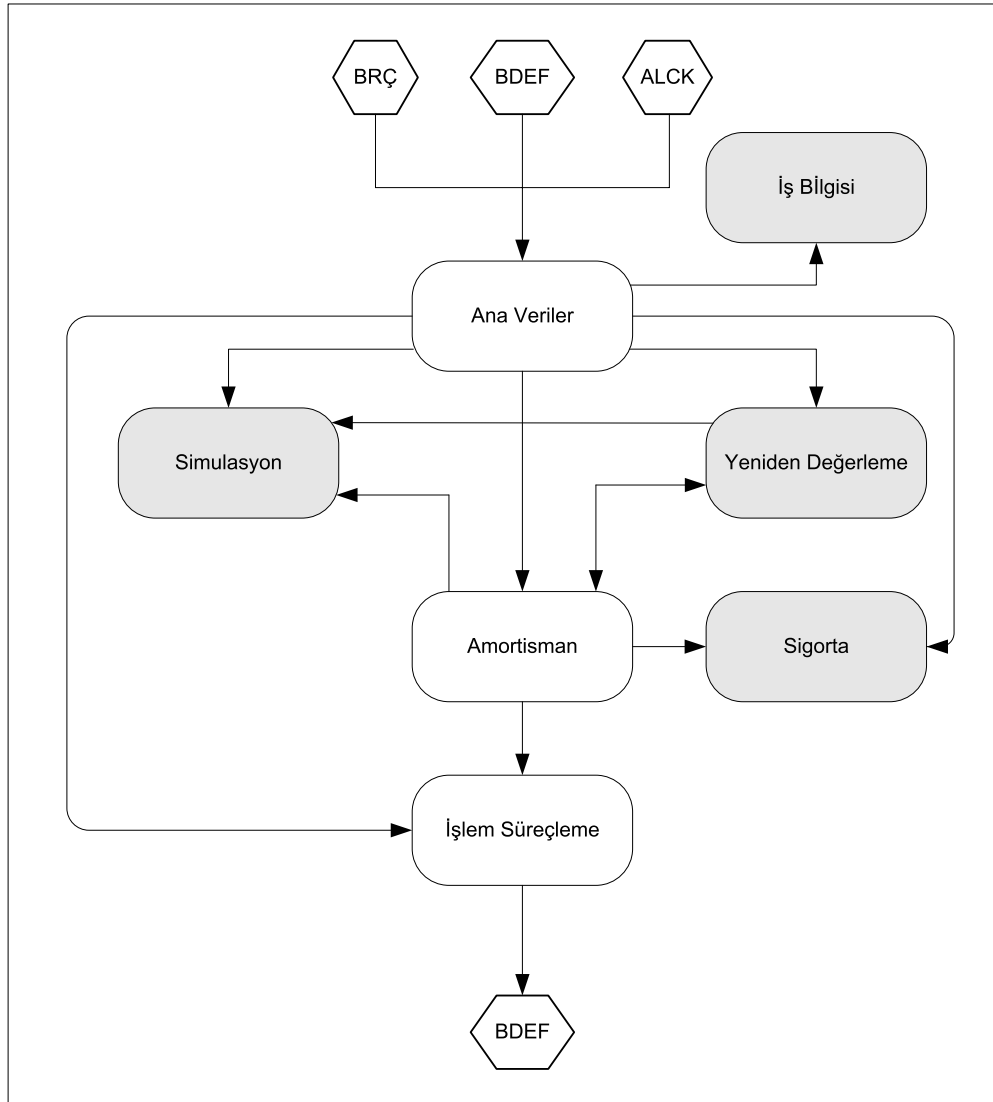 BRÇ
BDEF
ALCK
İş Bİlgisi
Ana Veriler
Simulasyon
Yeniden Değerleme
Amortisman
Sigorta
İşlem Süreçleme
BDEF